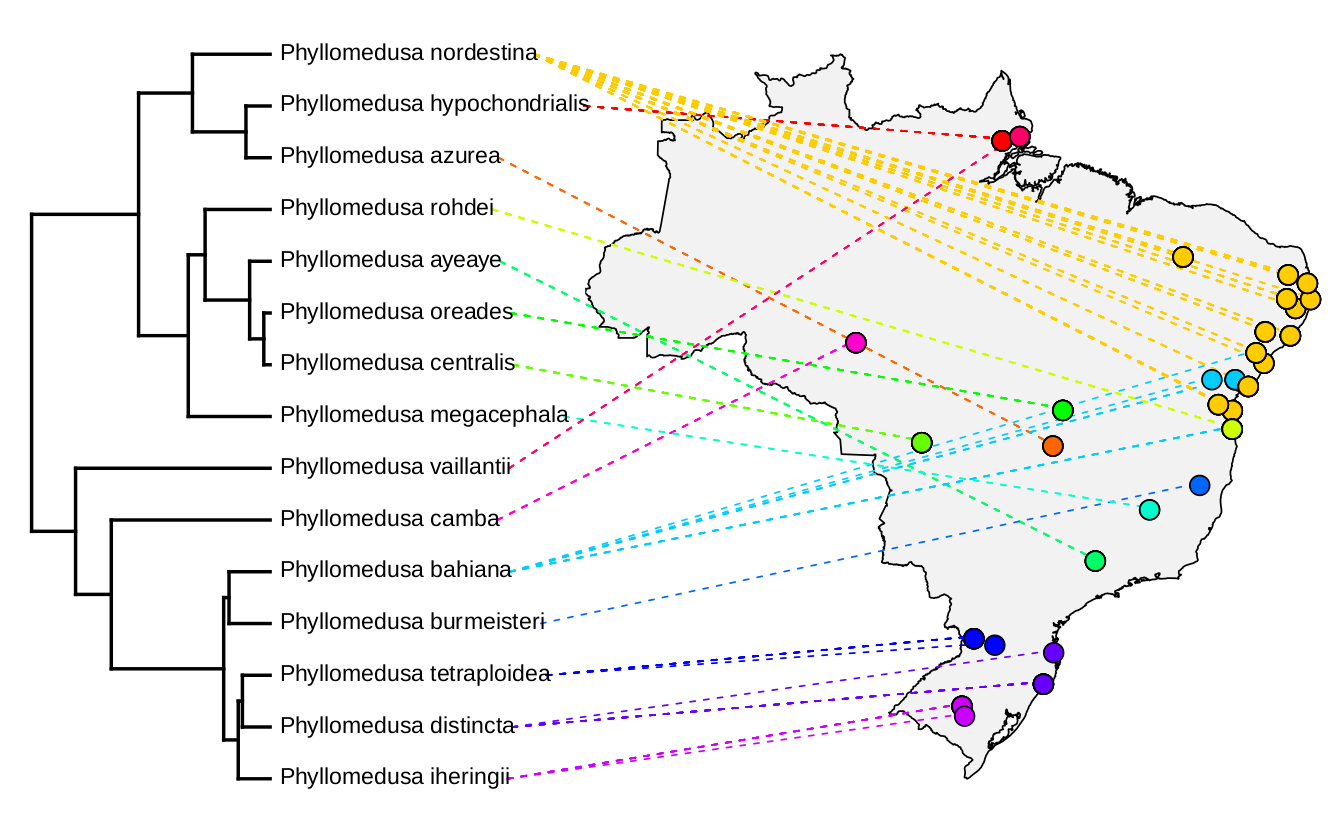 Phyllomedusa nordestina
Phyllomedusa hypochondrialis
Phyllomedusa azurea
Phyllomedusa rohdei
Phyllomedusa ayeaye
Phyllomedusa oreades
Phyllomedusa centralis
Phyllomedusa megacephala
Phyllomedusa vaillantii
Phyllomedusa camba
Phyllomedusa bahiana
Phyllomedusa burmeisteri
Phyllomedusa tetraploidea
Phyllomedusa distincta
Phyllomedusa iheringii